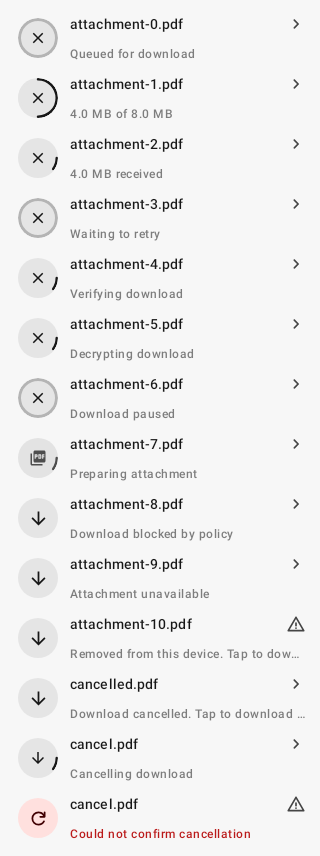 attachment-0.pdf
Queued for download
attachment-1.pdf
4.0 MB of 8.0 MB
attachment-2.pdf
4.0 MB received
attachment-3.pdf
Waiting to retry
attachment-4.pdf
Verifying download
attachment-5.pdf
Decrypting download
attachment-6.pdf
Download paused
attachment-7.pdf
PDF
Preparing attachment
attachment-8.pdf
Download blocked by policy
attachment-9.pdf
Attachment unavailable
attachment-10.pdf
Removed from this device. Tap to dow…
cancelled.pdf
Download cancelled. Tap to download …
cancel.pdf
Cancelling download
cancel.pdf
Could not confirm cancellation